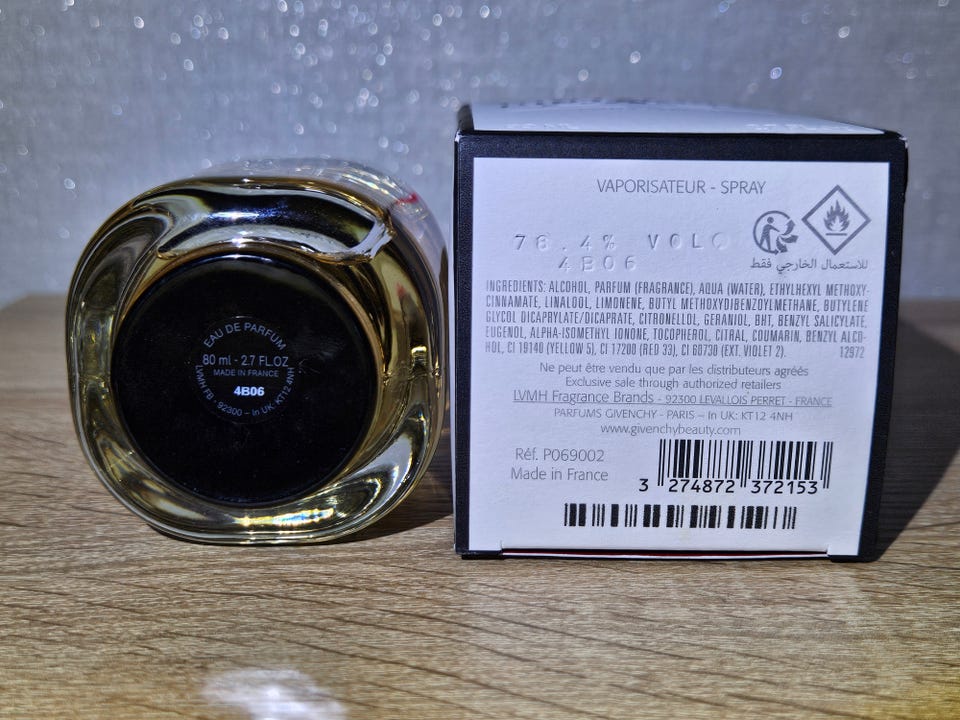 EAU DE PARFUM
80 ml - 2.7 FL.OZ
MADE IN FRANCE
4B06
LVMH FB - 92300 - In UK: KT12 4NH
VAPORISATEUR - SPRAY
78.4% VOL
4B06
للاستعمال الخارجي فقط
INGREDIENTS: ALCOHOL, PARFUM (FRAGRANCE), AQUA (WATER), ETHYLHEXYL METHOXY-
CINNAMATE, LINALOOL, LIMONENE, BUTYL METHOXYDIBENZOYLMETHANE, BUTYLENE
GLYCOL DICAPRYLATE/DICAPRATE, CITRONELLOL, GERANIOL, BHT, BENZYL SALICYLATE,
EUGENOL, ALPHA-ISOMETHYL IONONE, TOCOPHEROL, CITRAL, COUMARIN, BENZYL ALCO-
HOL, CI 19140 (YELLOW 5), CI 17200 (RED 33), CI 60730 (EXT. VIOLET 2). 12972
Ne peut être vendu que par les distributeurs agréés
Exclusive sale through authorized retailers
LVMH Fragrance Brands - 92300 LEVALLOIS PERRET - FRANCE
PARFUMS GIVENCHY - PARIS – In UK: KT12 4NH
www.givenchybeauty.com
Réf. P069002
Made in France
3 274872 372153